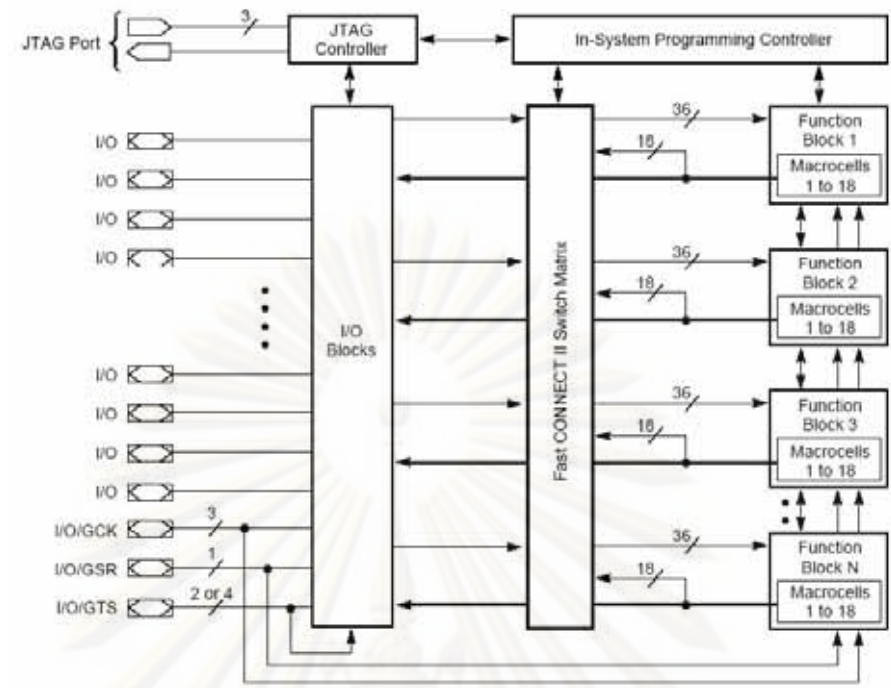 JTAG Port
3
JTAG
Controller
In-System Programming Controller
I/O
I/O
I/O
I/O
I/O
I/O
I/O
I/O
I/O/GCK
3
I/O/GSR
1
I/O/GTS
2 or 4
I/O
Blocks
Fast CONNECT II Switch Matrix
36
18
Function
Block 1
Macrocells
1 to 18
36
18
Function
Block 2
Macrocells
1 to 18
36
18
Function
Block 3
Macrocells
1 to 18
36
18
Function
Block N
Macrocells
1 to 18